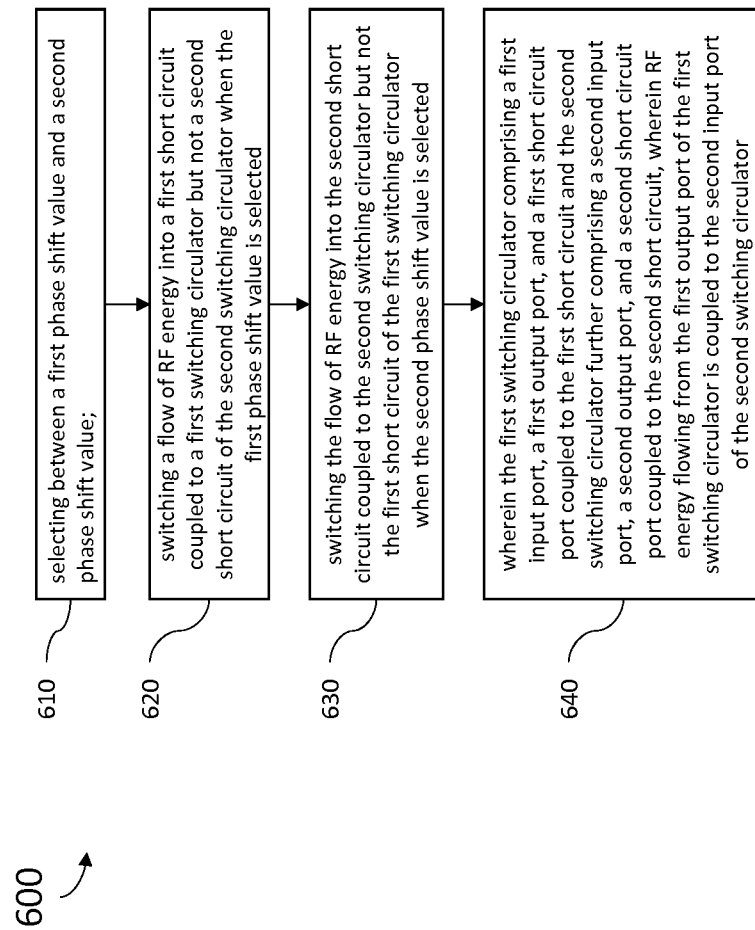 600
610
selecting between a first phase shift value and a second
phase shift value;
620
switching a flow of RF energy into a first short circuit
coupled to a first switching circulator but not a second
short circuit of the second switching circulator when the
first phase shift value is selected
630
switching the flow of RF energy into the second short
circuit coupled to the second switching circulator but not
the first short circuit of the first switching circulator
when the second phase shift value is selected
640
wherein the first switching circulator comprising a first
input port, a first output port, and a first short circuit
port coupled to the first short circuit and the second
switching circulator further comprising a second input
port, a second output port, and a second short circuit
port coupled to the second short circuit, wherein RF
energy flowing from the first output port of the first
switching circulator is coupled to the second input port
of the second switching circulator